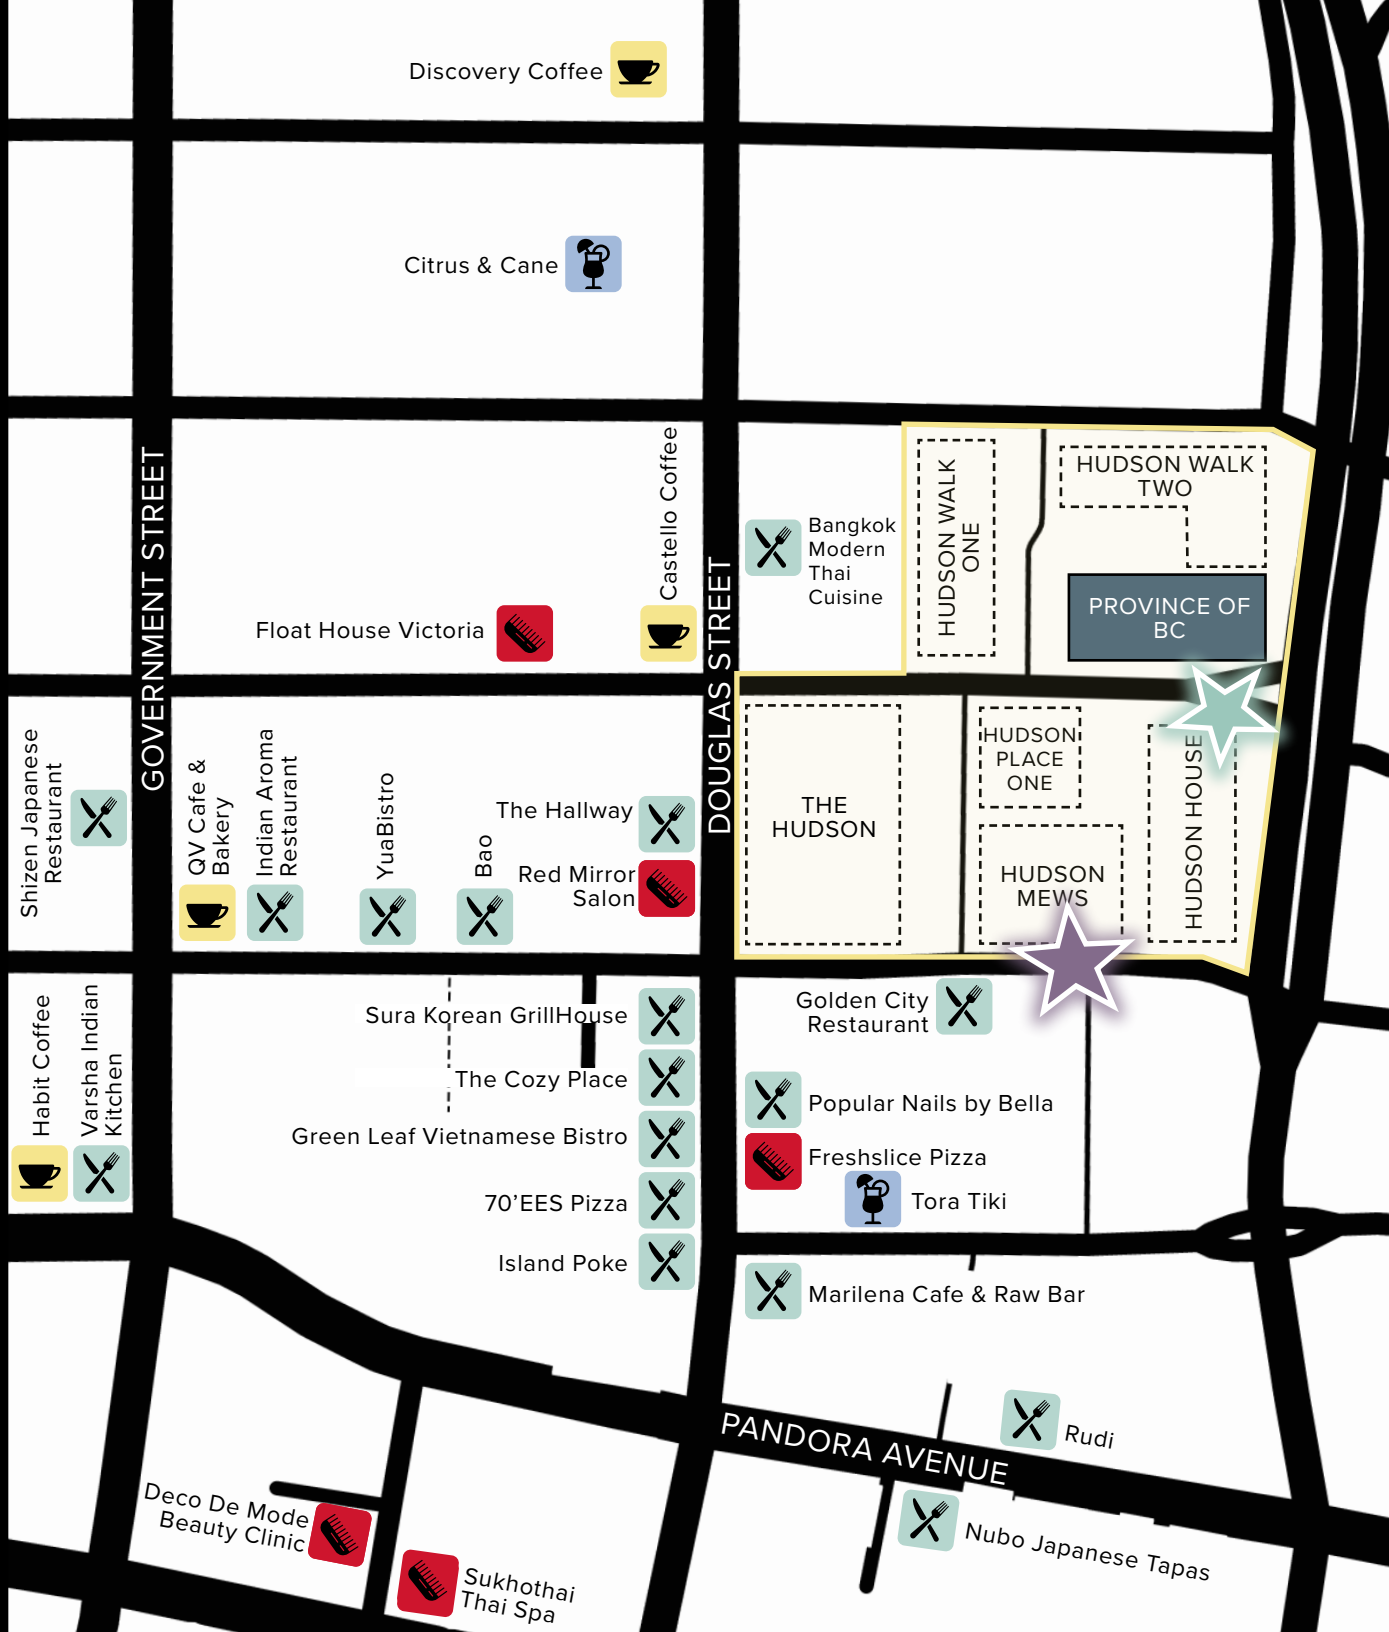 Discovery Coffee
Citrus & Cane
GOVERNMENT STREET
Castello Coffee
DOUGLAS STREET
Bangkok
Modern
Thai
Cuisine
HUDSON WALK
ONE
HUDSON WALK
TWO
PROVINCE OF
BC
Float House Victoria
Shizen Japanese
Restaurant
QV Cafe &
Bakery
Indian Aroma
Restaurant
YuaBistro
Bao
The Hallway
Red Mirror
Salon
THE
HUDSON
HUDSON
PLACE
ONE
HUDSON
MEWS
HUDSON HOUSE
Habit Coffee
Varsha Indian
Kitchen
Sura Korean GrillHouse
The Cozy Place
Green Leaf Vietnamese Bistro
70'EES Pizza
Island Poke
Golden City
Restaurant
Popular Nails by Bella
Freshslice Pizza
Tora Tiki
Marilena Cafe & Raw Bar
PANDORA AVENUE
Rudi
Nubo Japanese Tapas
Deco De Mode
Beauty Clinic
Sukhothai
Thai Spa